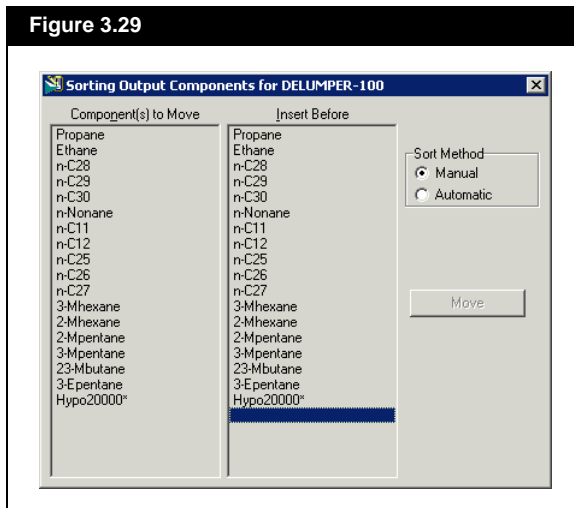 Figure 3.29
Sorting Output Components for DELUMPER-100
Component(s) to Move
Propane
Ethane
n-C28
n-C29
n-C30
n-Nonane
n-C11
n-C12
n-C25
n-C26
n-C27
3-Mhexane
2-Mhexane
2-Mpentane
3-Mpentane
23-Mbutane
3-Epentane
Hypo20000*
Insert Before
Propane
Ethane
n-C28
n-C29
n-C30
n-Nonane
n-C11
n-C12
n-C25
n-C26
n-C27
3-Mhexane
2-Mhexane
2-Mpentane
3-Mpentane
23-Mbutane
3-Epentane
Hypo20000*
Sort Method
Manual
Automatic
Move